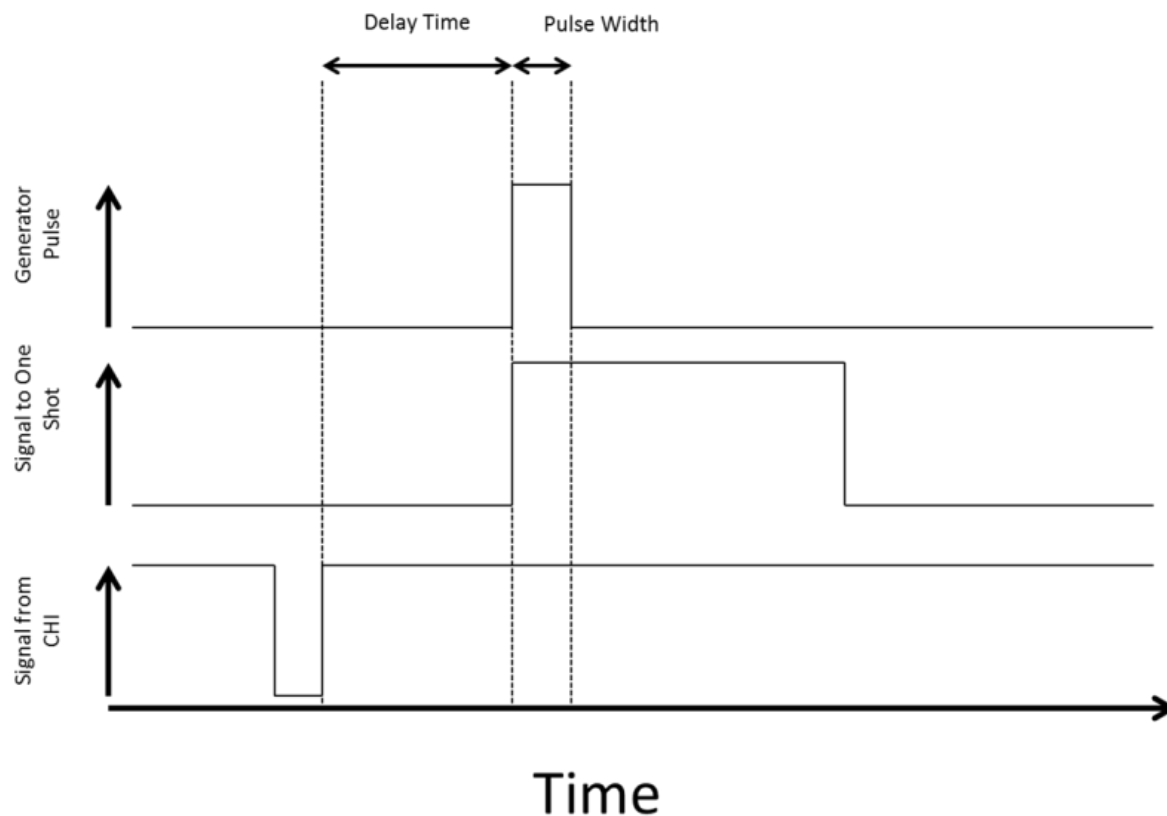 Delay Time
Pulse Width
Generator
Pulse
Signal to One
Shot
Signal from
CHI
Time